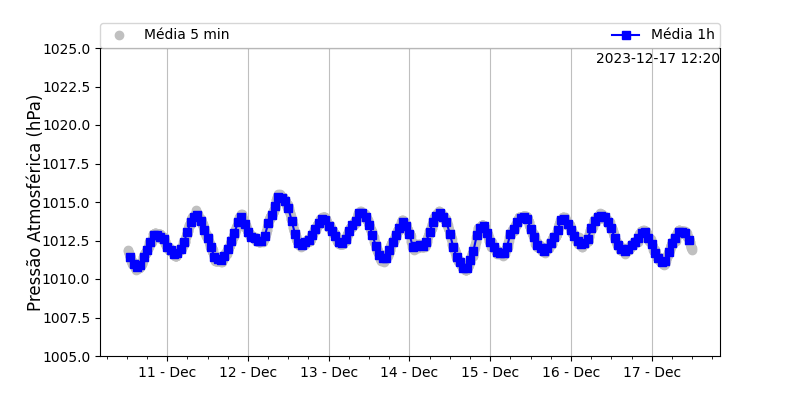 Média 5 min
Média 1h
2023-12-17 12:20
Pressão Atmosférica (hPa)
1025.0
1022.5
1020.0
1017.5
1015.0
1012.5
1010.0
1007.5
1005.0
11 - Dec
12 - Dec
13 - Dec
14 - Dec
15 - Dec
16 - Dec
17 - Dec